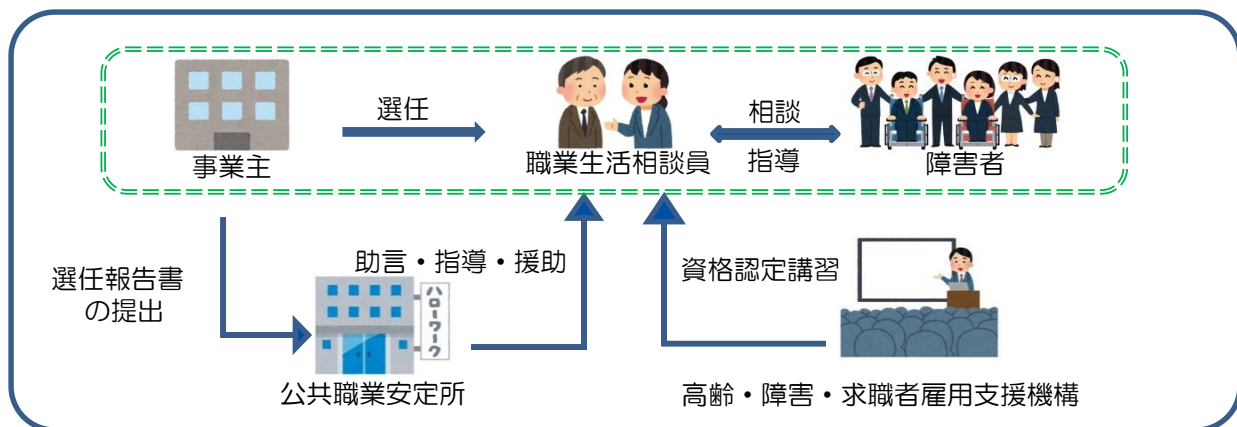 選任
相談
事業主
職業生活相談員
指導
障害者
選任報告書
の提出
助言・指導・援助
資格認定講習
ハローワーク
公共職業安定所
高齢・障害・求職者雇用支援機構